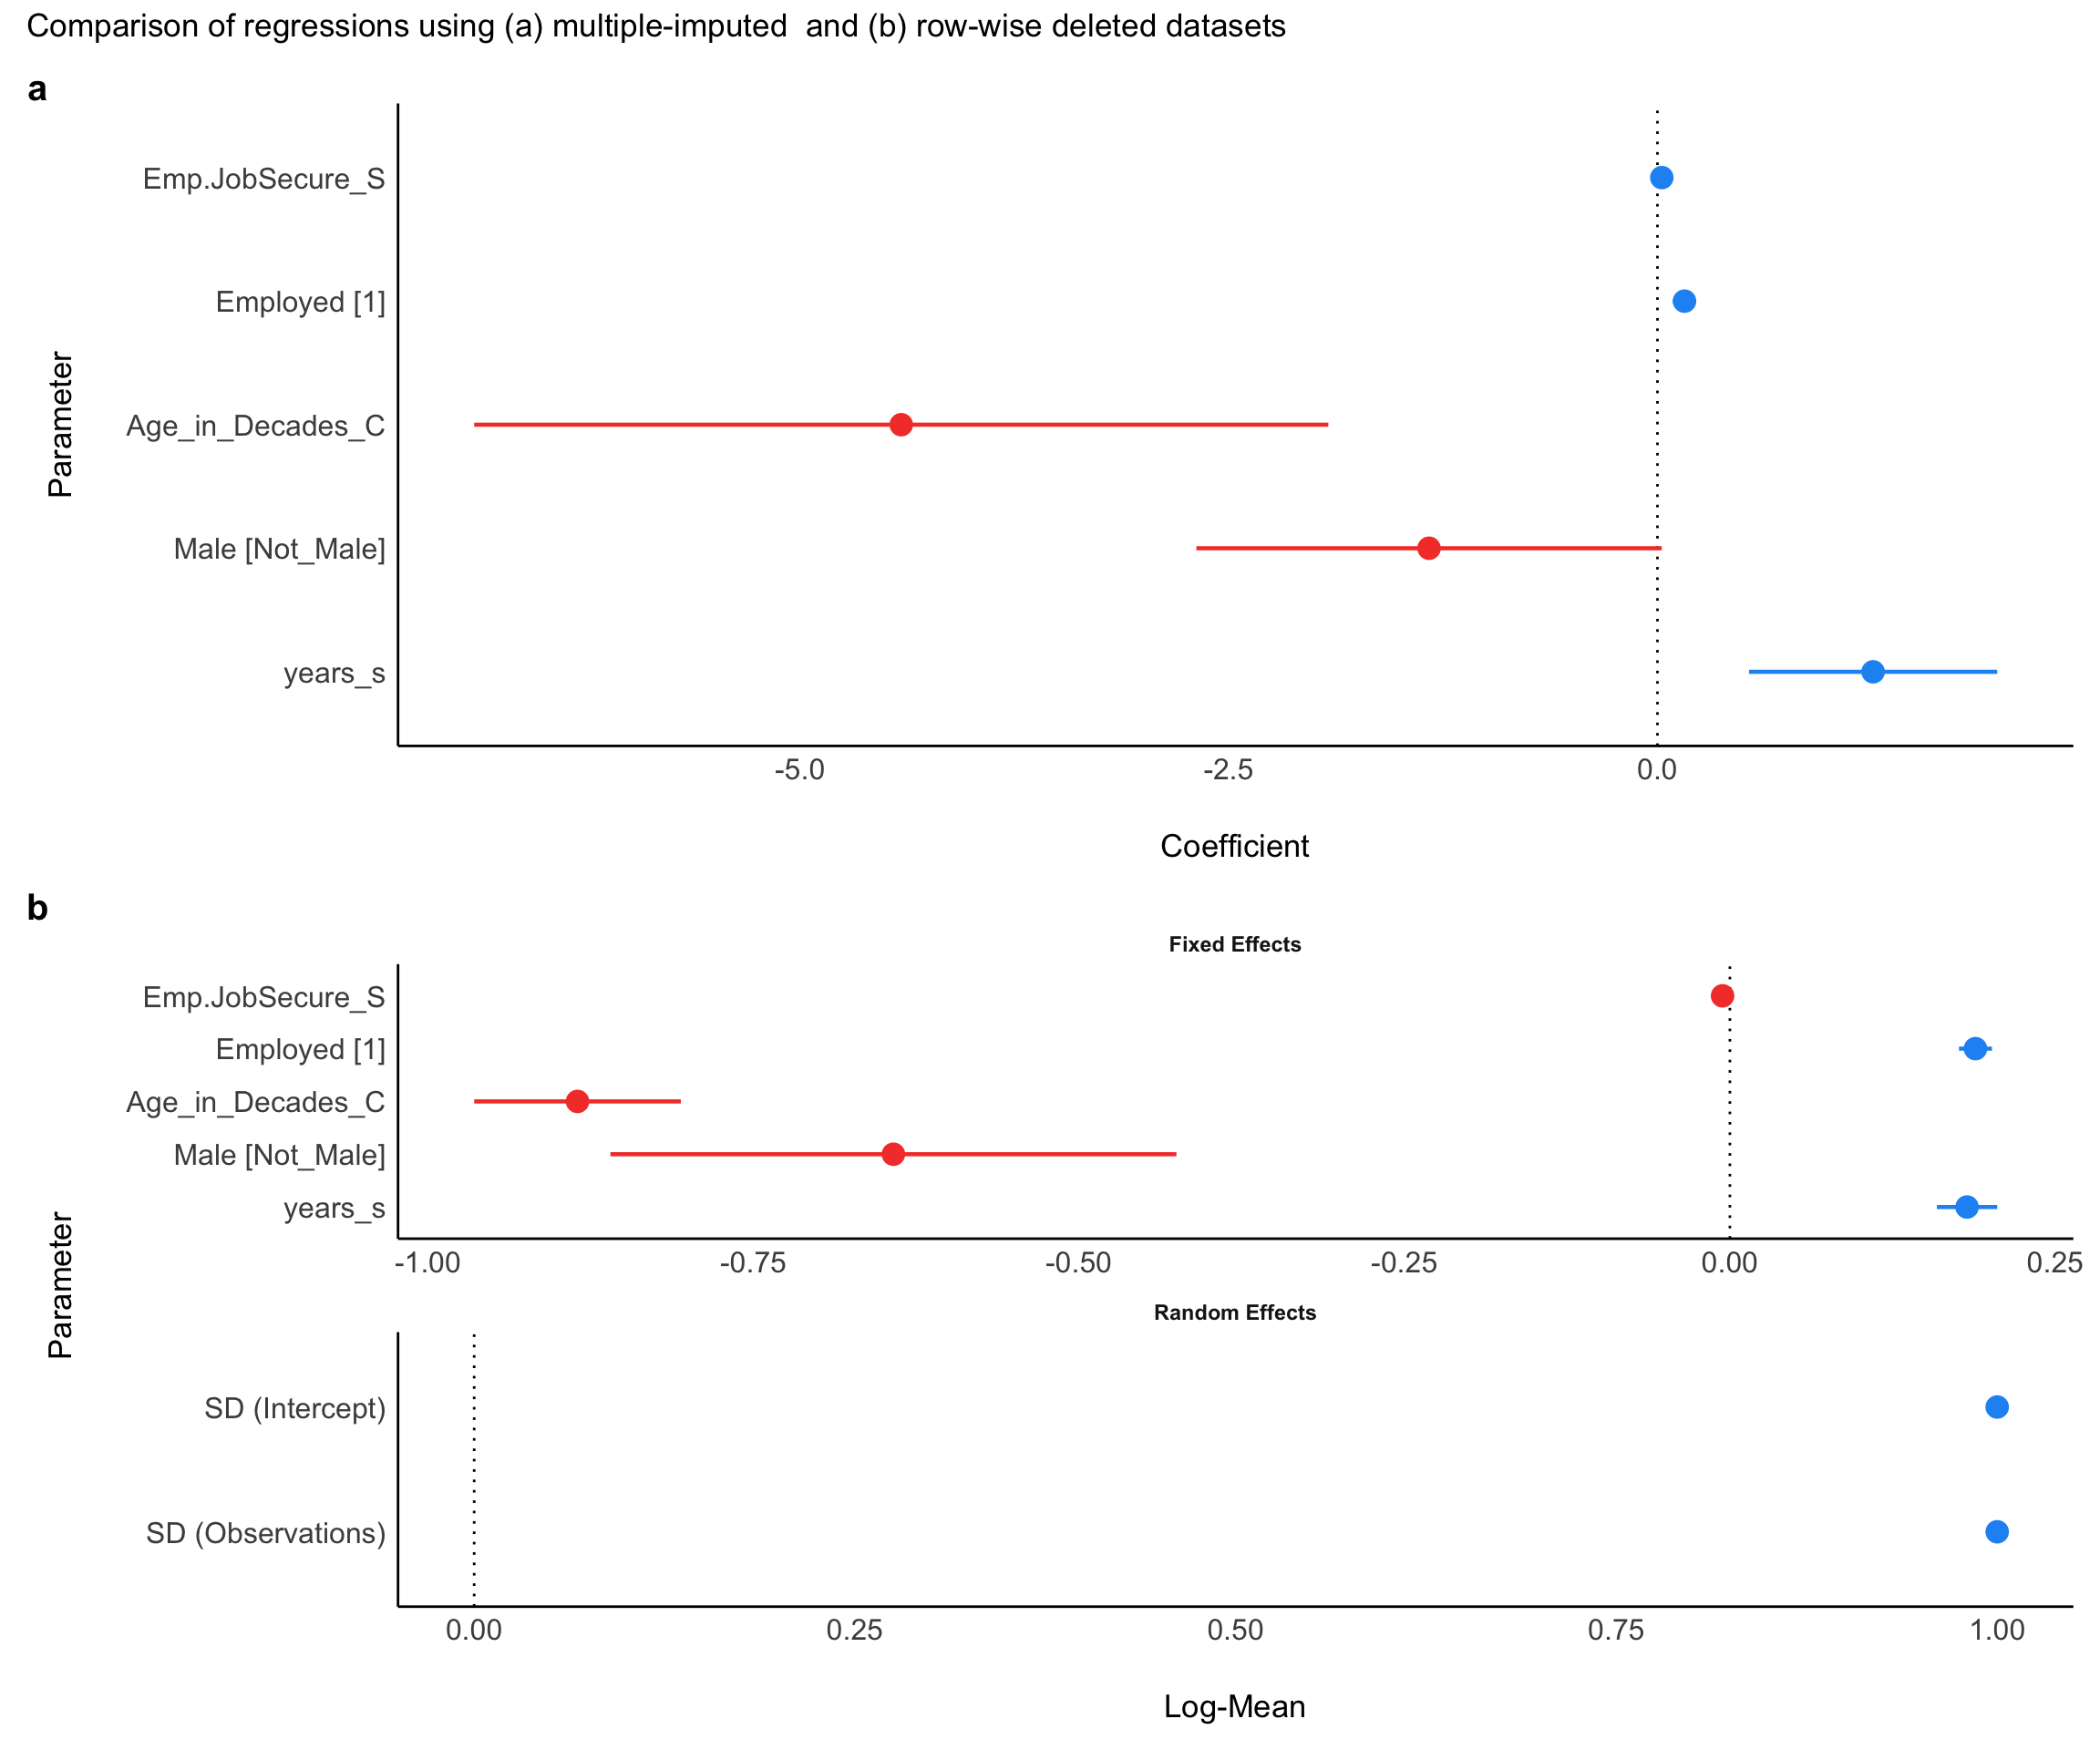 Comparison of regressions using (a) multiple-imputed  and (b) row-wise deleted datasets
a
Emp.JobSecure_S
Employed [1]
Age_in_Decades_C
Male [Not_Male]
years_s
Parameter
-5.0 -2.5 0.0
Coefficient
b
Fixed Effects
Emp.JobSecure_S
Employed [1]
Age_in_Decades_C
Male [Not_Male]
years_s
-1.00 -0.75 -0.50 -0.25 0.00 0.25
Parameter
Random Effects
SD (Intercept)
SD (Observations)
0.00 0.25 0.50 0.75 1.00
Log-Mean